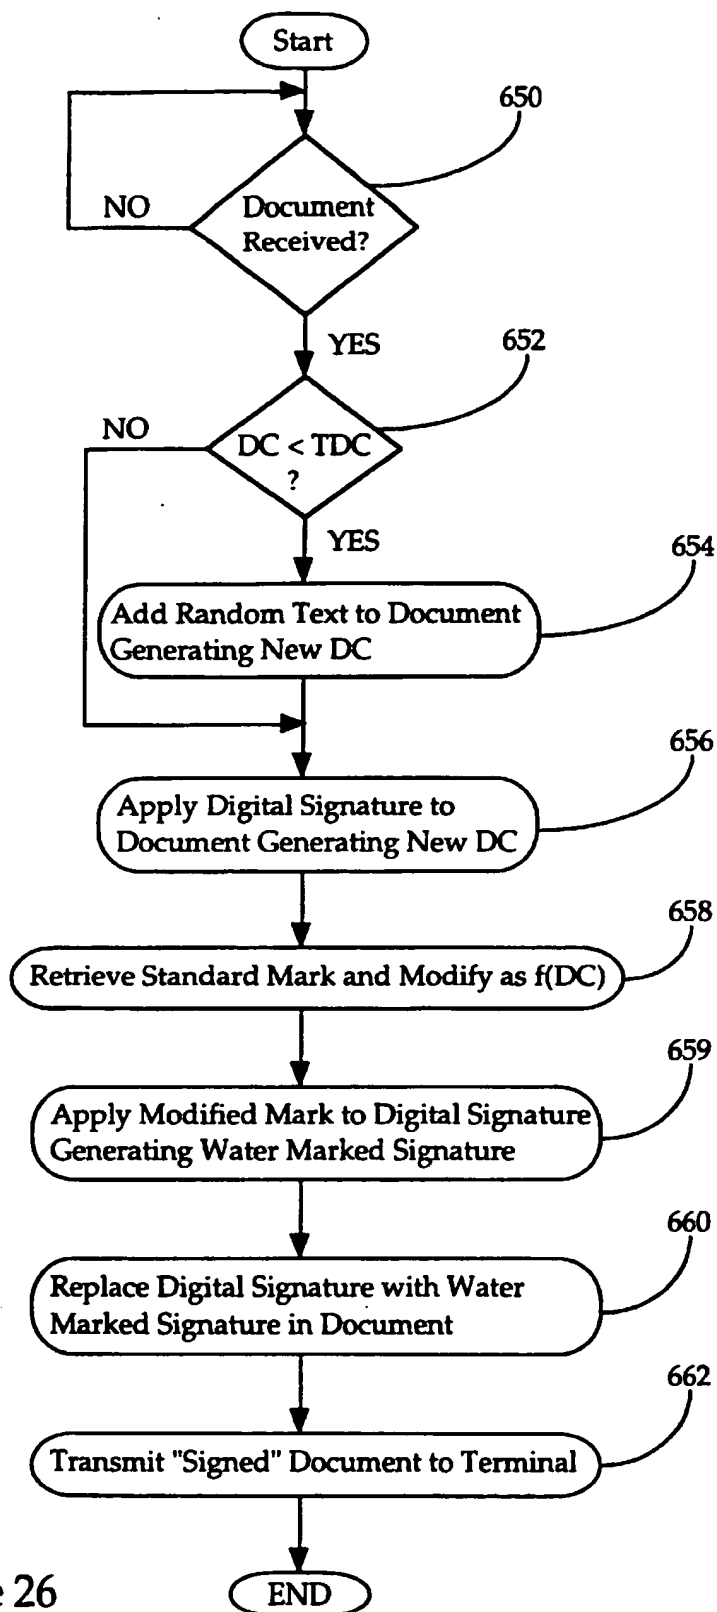 Start
650
Document
Received?
NO
YES
652
NO
DC < TDC
?
YES
654
Add Random Text to Document
Generating New DC
656
Apply Digital Signature to
Document Generating New DC
658
Retrieve Standard Mark and Modify as f(DC)
659
Apply Modified Mark to Digital Signature
Generating Water Marked Signature
660
Replace Digital Signature with Water
Marked Signature in Document
662
Transmit "Signed" Document to Terminal
END
26